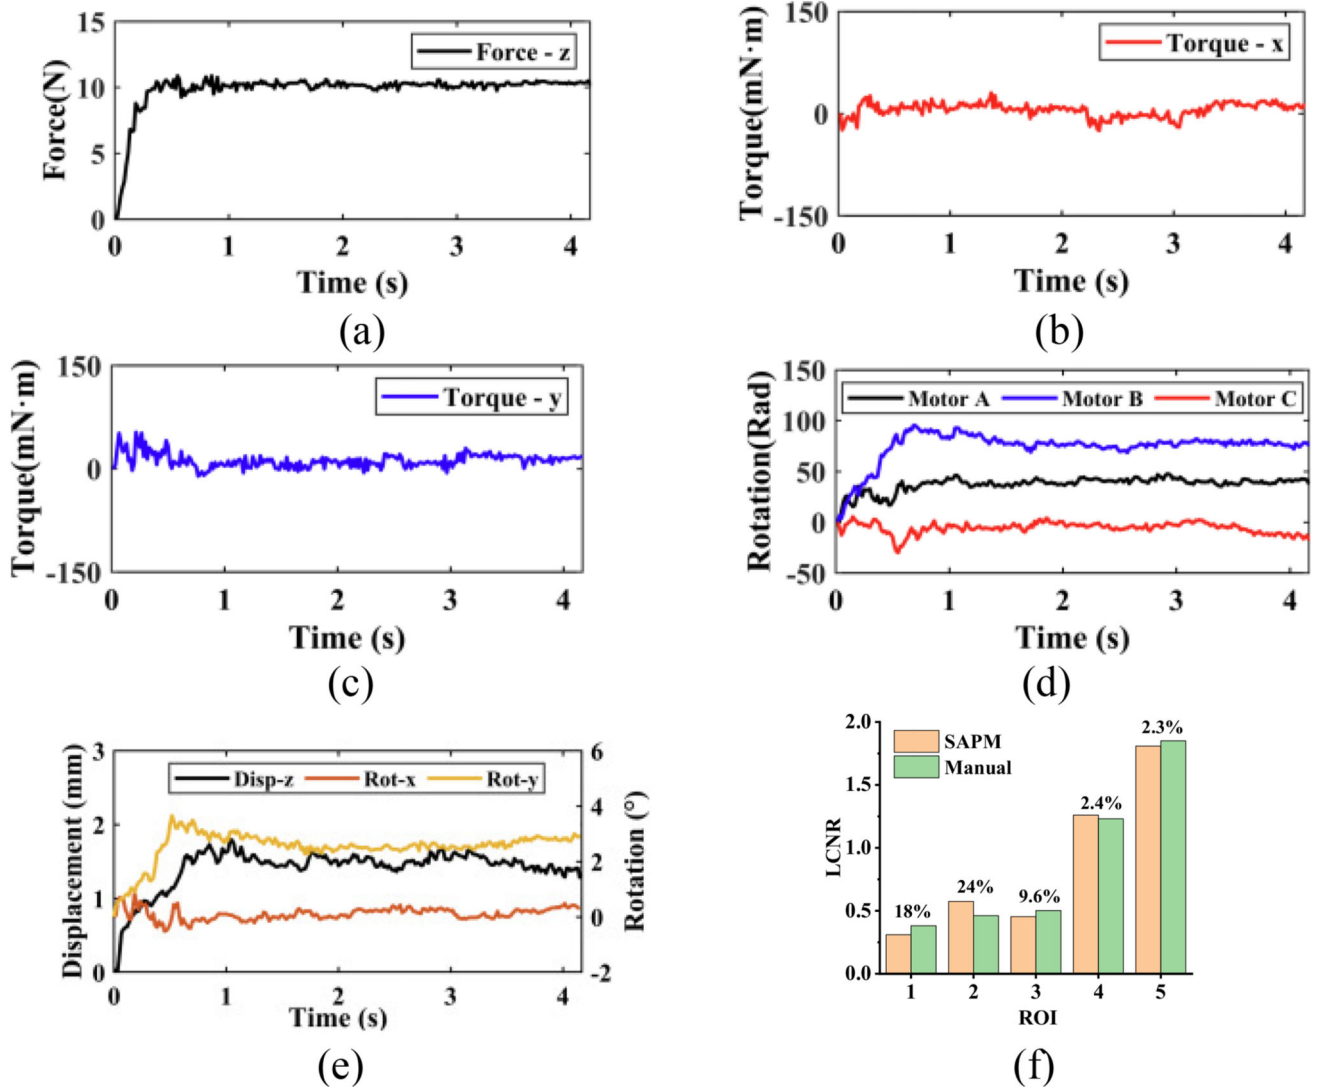 15
10
5
0
Force(N)
Force - z
0 1 2 3 4
Time (s)
(a)
150
0
-150
Torque(mN·m)
Torque - x
0 1 2 3 4
Time (s)
(b)
150
0
-150
Torque(mN·m)
Torque - y
0 1 2 3 4
Time (s)
(c)
150
100
50
0
-50
Rotation(Rad)
Motor A Motor B Motor C
0 1 2 3 4
Time (s)
(d)
3
2
1
0
Displacement (mm)
Disp-z Rot-x Rot-y
6
4
2
0
-2
Rotation (°)
0 1 2 3 4
Time (s)
(e)
2.0
1.5
1.0
0.5
0.0
LCNR
SAPM
Manual
18%
24%
9.6%
2.4%
2.3%
1 2 3 4 5
ROI
(f)